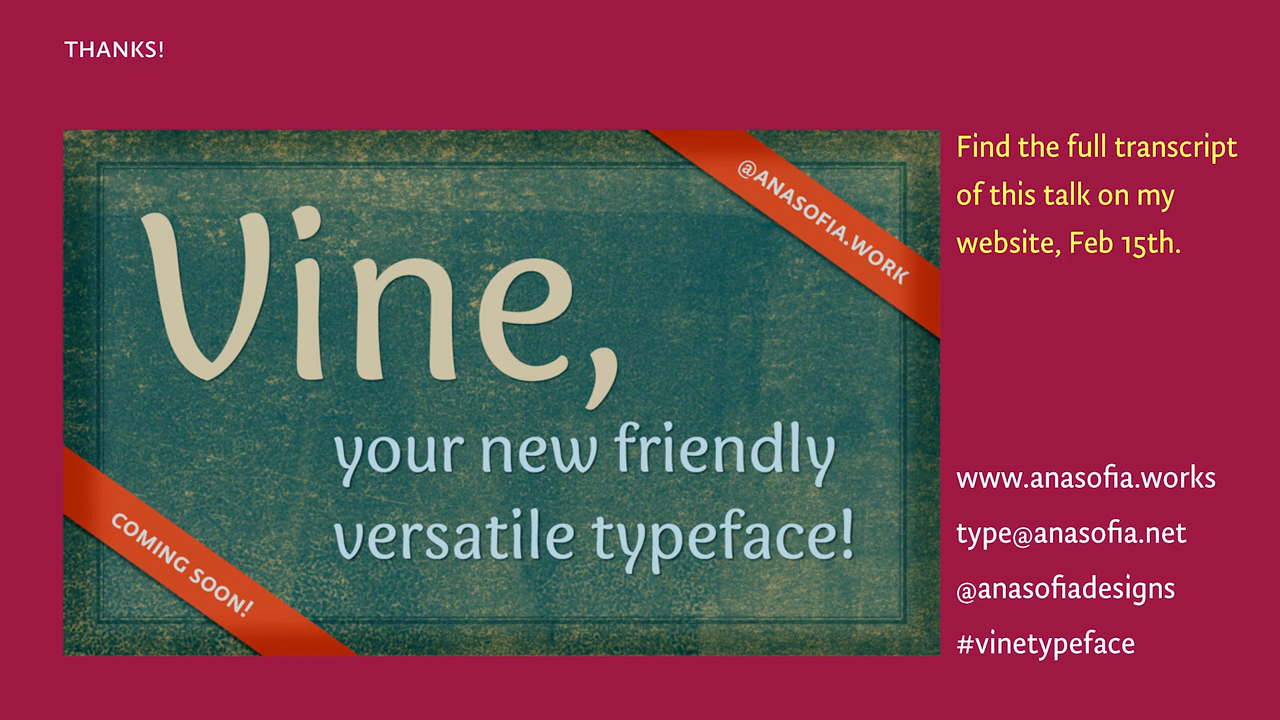 THANKS!
@ANASOFIA.WORK
Vine,
your new friendly
versatile typeface!
COMING SOON!
Find the full transcript
of this talk on my
website, Feb 15th.
www.anasofia.works
type@anasofia.net
@anasofiadesigns
#vinetypeface